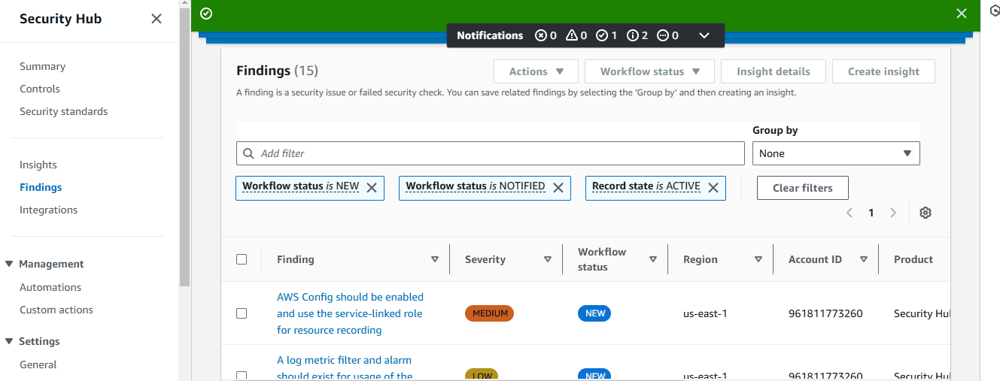 Security Hub
Summary
Controls
Security standards
Insights
Findings
Integrations
Management
Automations
Custom actions
Settings
General
Notifications 0 0 1 2 0
Findings (15)
Actions
Workflow status
Insight details
Create insight
A finding is a security issue or failed security check. You can save related findings by selecting the ‘Group by’ and then creating an insight.
Group by
Add filter
None
Workflow status is NEW
Workflow status is NOTIFIED
Record state is ACTIVE
Clear filters
1
Finding
Severity
Workflow
status
Region
Account ID
Product
AWS Config should be enabled
and use the service-linked role
for resource recording
MEDIUM
NEW
us-east-1
961811773260
Security Hu
A log metric filter and alarm
should exist for usage of the
LOW
NEW
us-east-1
961811773260
Security Hu